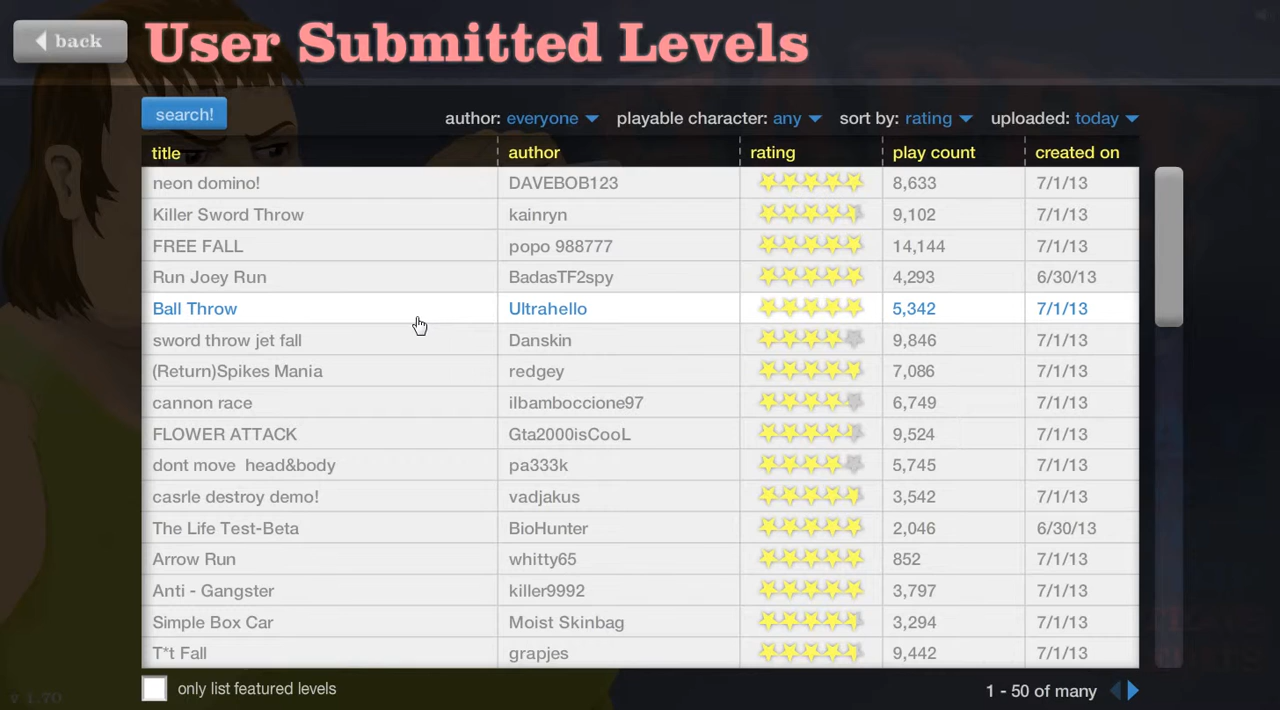 back User Submitted Levels
search! author: everyone playable character: any sort by: rating uploaded: today
title author rating play count created on
neon domino! DAVEBOB123 8,633 7/1/13
Killer Sword Throw kainryn 9,102 7/1/13
FREE FALL popo 988777 14,144 7/1/13
Run Joey Run BadasTF2spy 4,293 6/30/13
Ball Throw Ultrahello 5,342 7/1/13
sword throw jet fall Danskin 9,846 7/1/13
(Return)Spikes Mania redgey 7,086 7/1/13
cannon race ilbamboccione97 6,749 7/1/13
FLOWER ATTACK Gta2000isCooL 9,524 7/1/13
dont move  head&body pa333k 5,745 7/1/13
casrle destroy demo! vadjakus 3,542 7/1/13
The Life Test-Beta BioHunter 2,046 6/30/13
Arrow Run whitty65 852 7/1/13
Anti - Gangster killer9992 3,797 7/1/13
Simple Box Car Moist Skinbag 3,294 7/1/13
T*t Fall grapjes 9,442 7/1/13
v 1.70 only list featured levels 1 - 50 of many